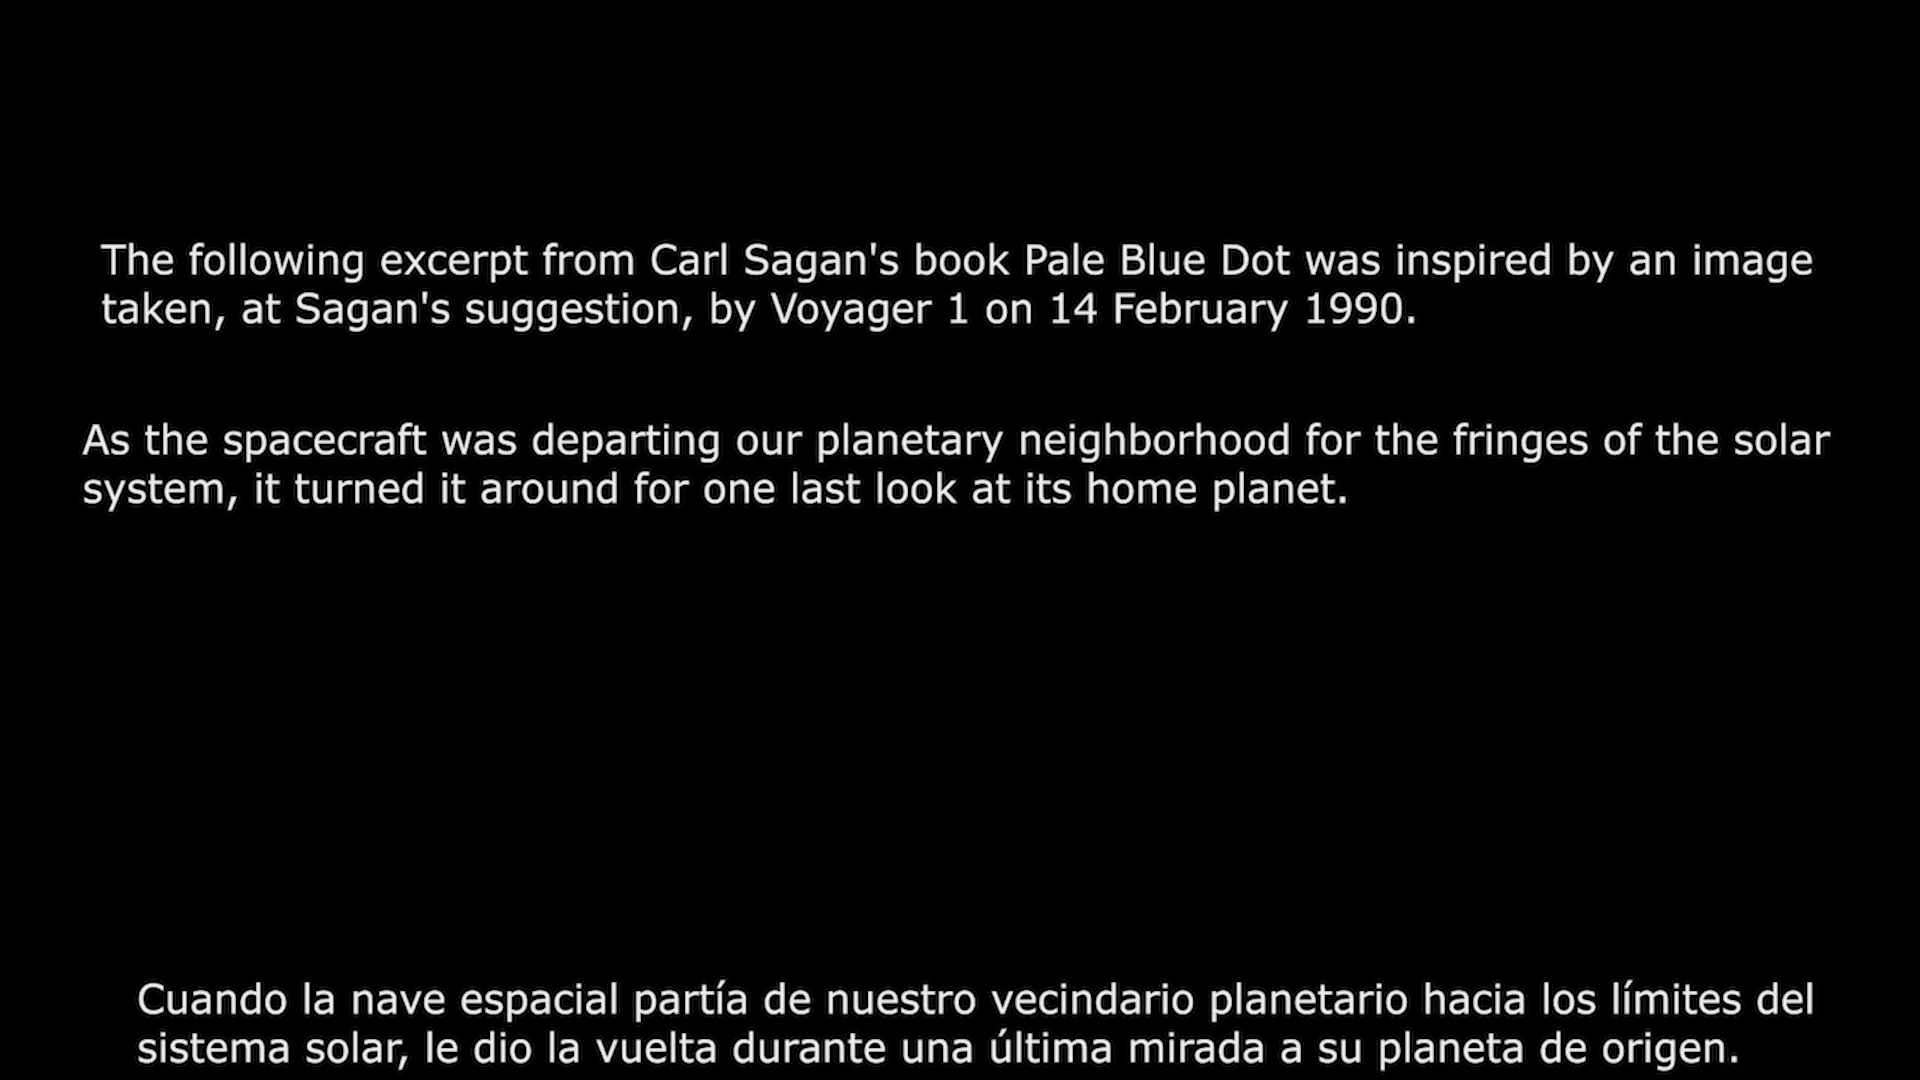 The following excerpt from Carl Sagan's book Pale Blue Dot was inspired by an image
taken, at Sagan's suggestion, by Voyager 1 on 14 February 1990.
As the spacecraft was departing our planetary neighborhood for the fringes of the solar
system, it turned it around for one last look at its home planet.
Cuando la nave espacial partía de nuestro vecindario planetario hacia los límites del
sistema solar, le dio la vuelta durante una última mirada a su planeta de origen.